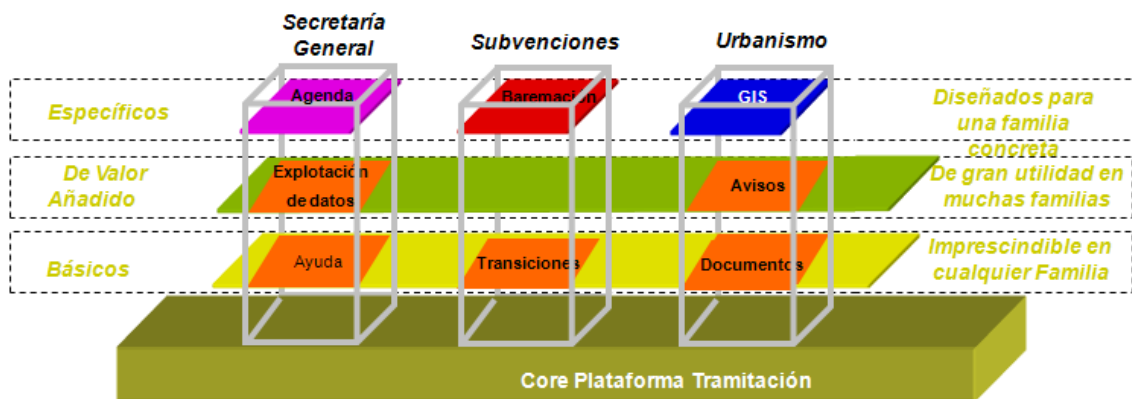 Secretaría
General
Subvenciones
Urbanismo
Específicos
Agenda
Baremación
GIS
Diseñados para
una familia
concreta
De Valor
Añadido
Explotación
de datos
Avisos
De gran utilidad en
muchas familias
Básicos
Ayuda
Transiciones
Documentos
Imprescindible en
cualquier Familia
Core Plataforma Tramitación